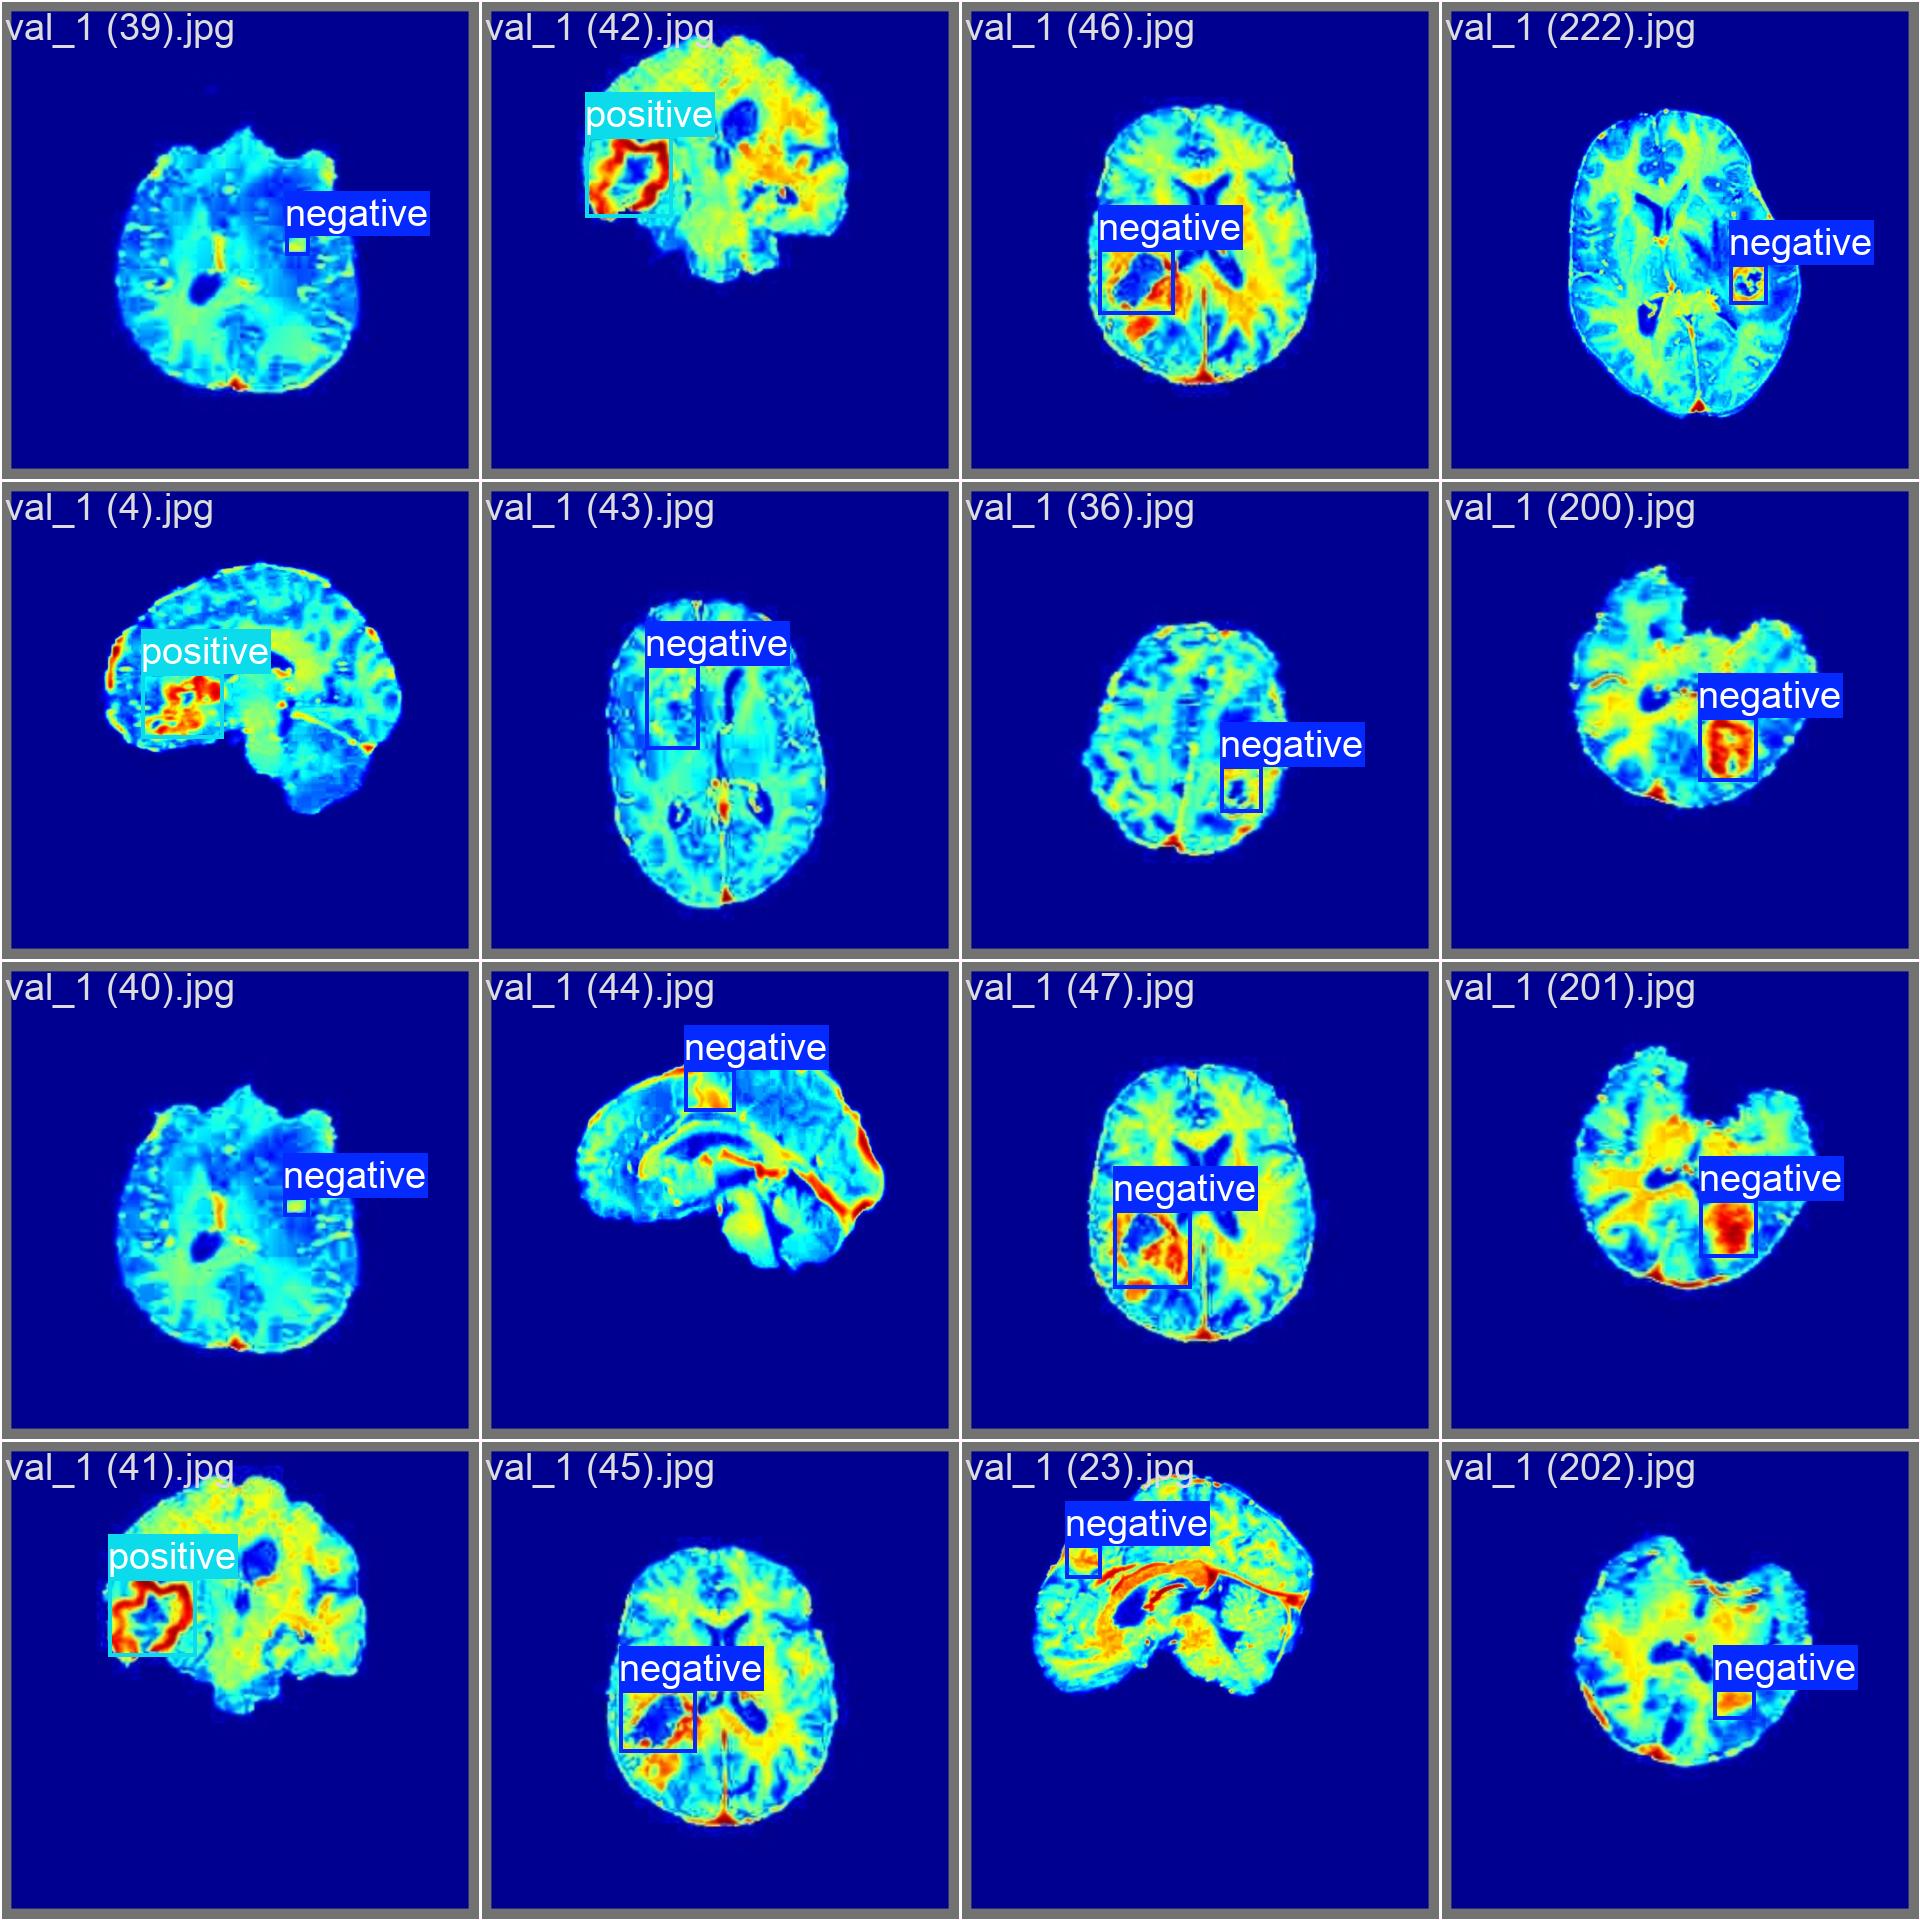 val_1 (39).jpg
negative
val_1 (42).jpg
positive
val_1 (46).jpg
negative
val_1 (222).jpg
negative
val_1 (4).jpg
positive
val_1 (43).jpg
negative
val_1 (36).jpg
negative
val_1 (200).jpg
negative
val_1 (40).jpg
negative
val_1 (44).jpg
negative
val_1 (47).jpg
negative
val_1 (201).jpg
negative
val_1 (41).jpg
positive
val_1 (45).jpg
negative
val_1 (23).jpg
negative
val_1 (202).jpg
negative